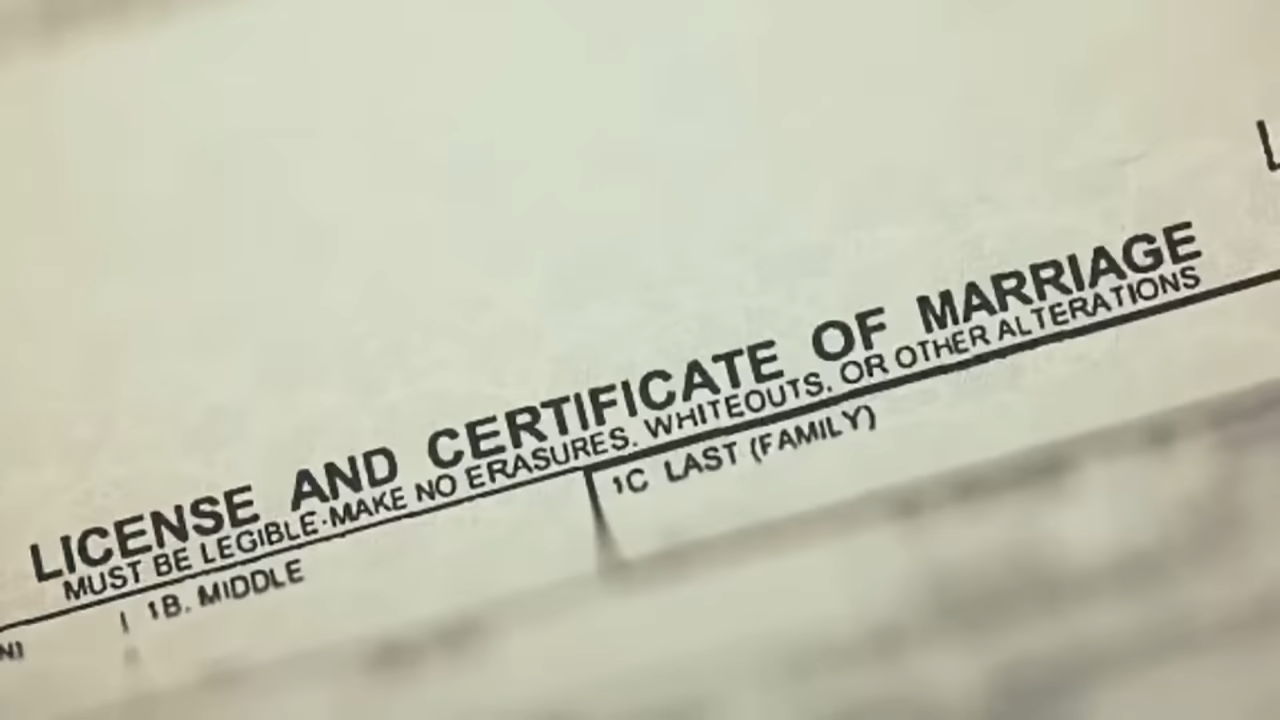 LICENSE AND CERTIFICATE OF MARRIAGE
MUST BE LEGIBLE-MAKE NO ERASURES, WHITEOUTS, OR OTHER ALTERATIONS
1B. MIDDLE
1C LAST (FAMILY)